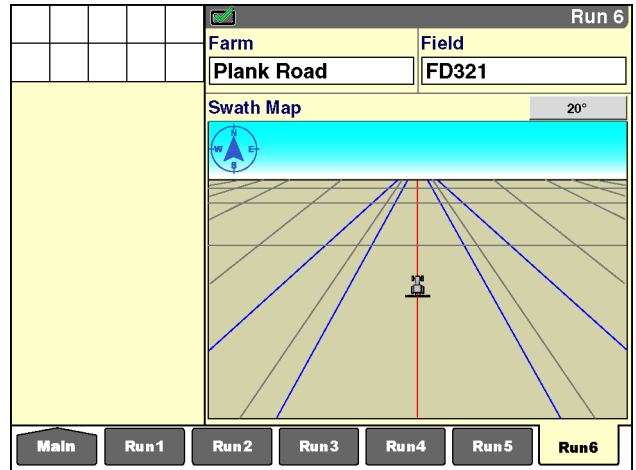 Run 6
Farm
Field
Plank Road
FD321
Swath Map
20°
N
W
E
S
Main
Run1
Run2
Run3
Run4
Run5
Run6